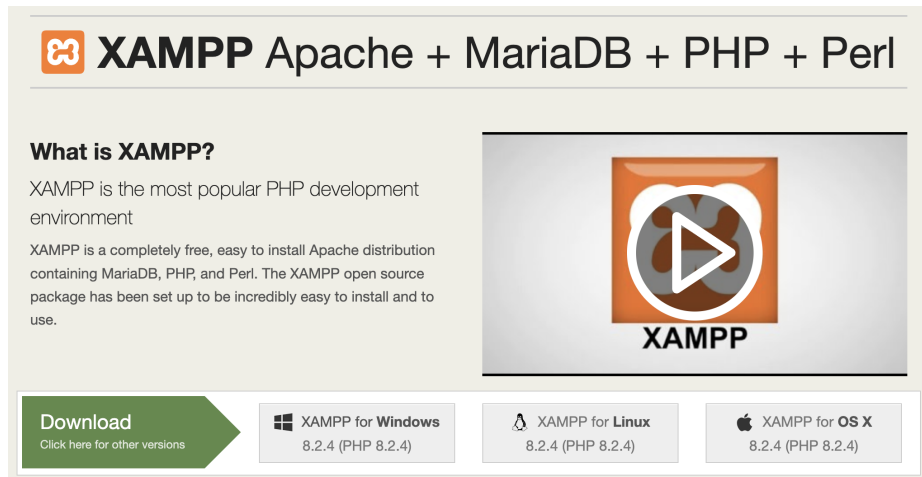 XAMPP Apache + MariaDB + PHP + Perl
What is XAMPP?
XAMPP is the most popular PHP development
environment
XAMPP is a completely free, easy to install Apache distribution
containing MariaDB, PHP, and Perl. The XAMPP open source
package has been set up to be incredibly easy to install and to
use.
XAMPP
Download
Click here for other versions
XAMPP for Windows
8.2.4 (PHP 8.2.4)
XAMPP for Linux
8.2.4 (PHP 8.2.4)
XAMPP for OS X
8.2.4 (PHP 8.2.4)